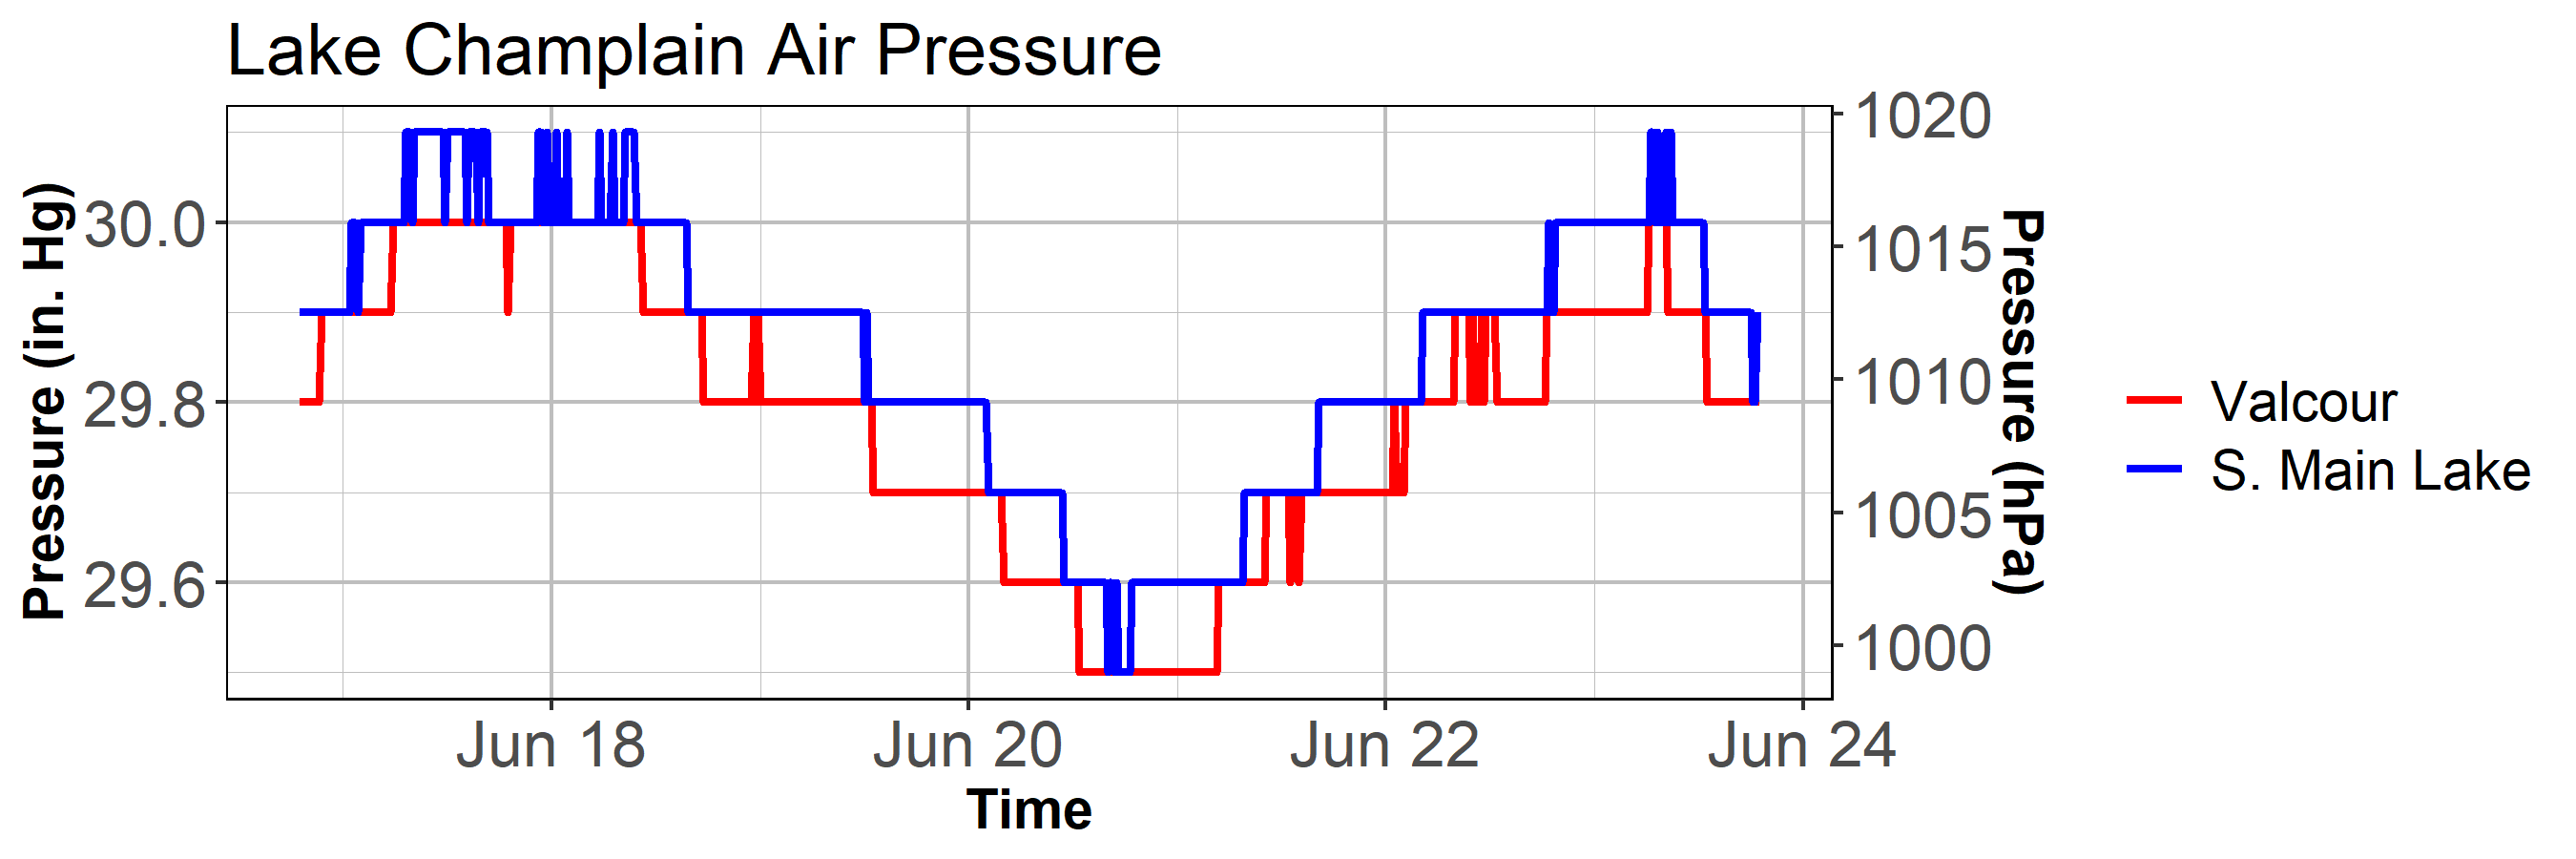 Lake Champlain Air Pressure
Pressure (in. Hg)
30.0
29.8
29.6
1020
1015
1010
1005
1000
Pressure (hPa)
Jun 18
Jun 20
Jun 22
Jun 24
Time
Valcour
S. Main Lake